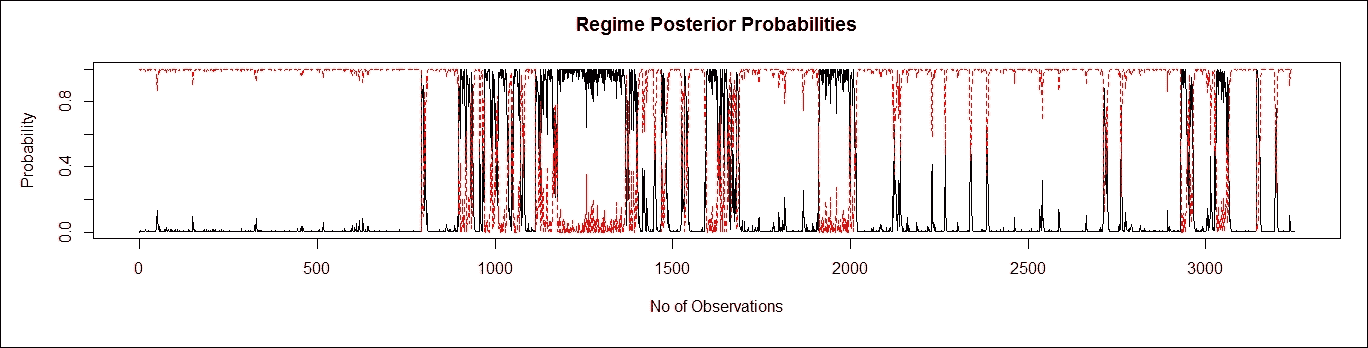 Regime Posterior Probabilities
Probability
0.8
0.4
0.0
0 500 1000 1500 2000 2500 3000
No of Observations